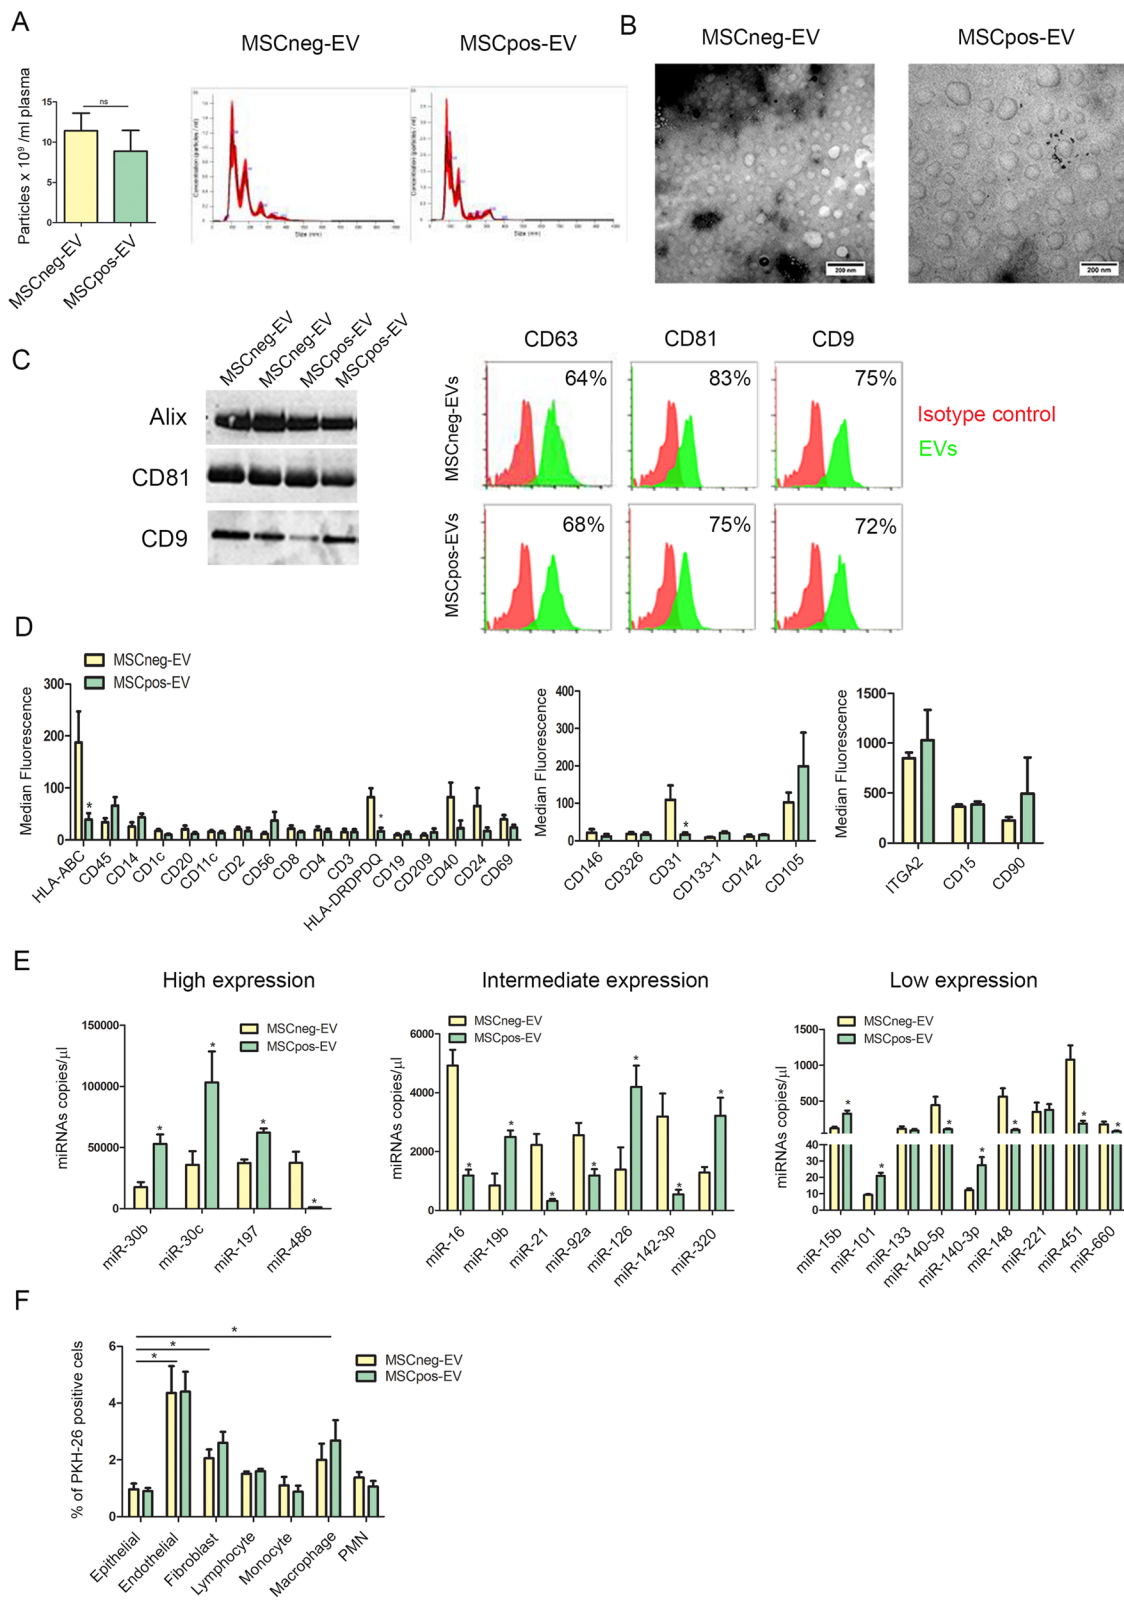 A
MSCneg-EV
MSCpos-EV
B
MSCneg-EV
MSCpos-EV
Particles x 10⁹ /ml plasma
15
10
5
0
ns
MSCneg-EV
MSCpos-EV
Concentration (particles / ml)
Size (nm)
Concentration (particles / ml)
Size (nm)
200 nm
200 nm
C
MSCneg-EV
MSCneg-EV
MSCpos-EV
MSCpos-EV
Alix
CD81
CD9
CD63
CD81
CD9
MSCneg-EVs
64%
83%
75%
Isotype control
EVs
MSCpos-EVs
68%
75%
72%
D
MSCneg-EV
MSCpos-EV
Median Fluorescence
300
200
100
0
*
*
HLA-ABC
CD45
CD14
CD1c
CD20
CD11c
CD2
CD56
CD8
CD4
CD3
HLA-DRDPDQ
CD19
CD209
CD40
CD24
CD69
Median Fluorescence
400
300
200
100
0
*
CD146
CD326
CD31
CD133-1
CD142
CD105
Median Fluorescence
1500
1000
500
0
ITGA2
CD15
CD90
E
High expression
Intermediate expression
Low expression
miRNAs copies/µl
150000
100000
50000
0
MSCneg-EV
MSCpos-EV
* * * *
miR-30b
miR-30c
miR-197
miR-486
6000
4000
2000
0
MSCneg-EV
MSCpos-EV
* * * * * * *
miR-16
miR-19b
miR-21
miR-92a
miR-126
miR-142-3p
miR-320
miRNAs copies/µl
1500
1000
500
40
30
20
10
0
MSCneg-EV
MSCpos-EV
* * * * * * *
miR-15b
miR-101
miR-133
miR-140-5p
miR-140-3p
miR-148
miR-221
miR-451
miR-660
F
% of PKH-26 positive cels
6
4
2
0
*
*
*
MSCneg-EV
MSCpos-EV
Epithelial
Endothelial
Fibroblast
Lymphocyte
Monocyte
Macrophage
PMN